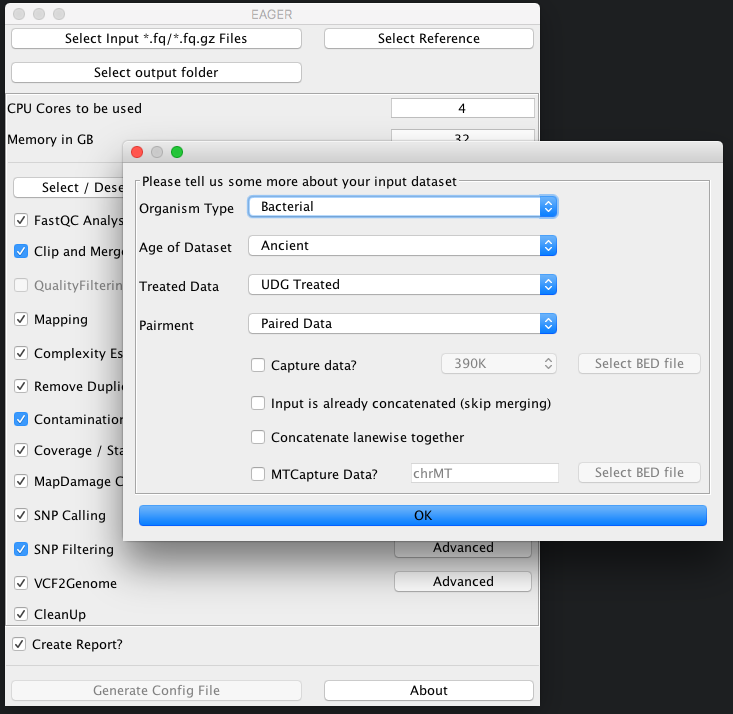 EAGER
Select Input *.fq/*.fq.gz Files
Select Reference
Select output folder
CPU Cores to be used
4
Memory in GB
32
Select / Dese
FastQC Analys
Clip and Merge
QualityFilterin
Mapping
Complexity Es
Remove Duplic
Contamination
Coverage / Sta
MapDamage C
SNP Calling
SNP Filtering
Advanced
VCF2Genome
Advanced
CleanUp
Create Report?
Generate Config File
About
Please tell us some more about your input dataset
Organism Type
Bacterial
Age of Dataset
Ancient
Treated Data
UDG Treated
Pairment
Paired Data
Capture data?
390K
Select BED file
Input is already concatenated (skip merging)
Concatenate lanewise together
MTCapture Data?
chrMT
Select BED file
OK